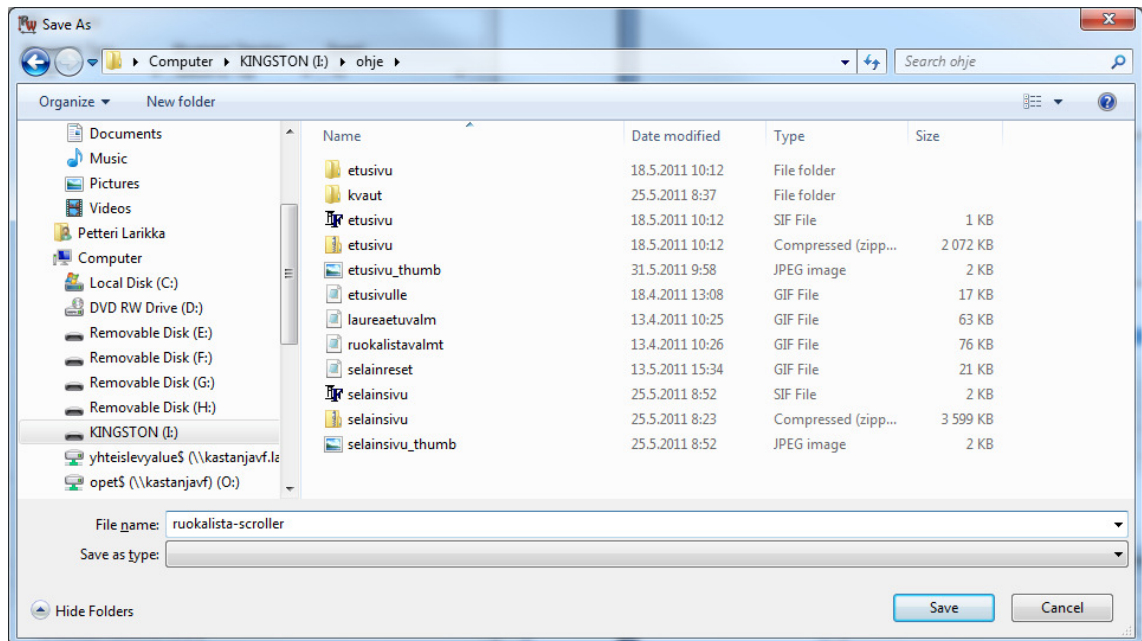 Save As
Computer ▸ KINGSTON (I:) ▸ ohje ▸
Search ohje
Organize New folder
Documents
Music
Pictures
Videos
Petteri Larikka
Computer
Local Disk (C:)
DVD RW Drive (D:)
Removable Disk (E:)
Removable Disk (F:)
Removable Disk (G:)
Removable Disk (H:)
KINGSTON (I:)
yhteislevyalue$ (\\kastanjavf.la
opet$ (\\kastanjavf) (O:)
Name Date modified Type Size
etusivu 18.5.2011 10:12 File folder
kvaut 25.5.2011 8:37 File folder
etusivu 18.5.2011 10:12 SIF File 1 KB
etusivu 18.5.2011 10:12 Compressed (zipp... 2 072 KB
etusivu_thumb 31.5.2011 9:58 JPEG image 2 KB
etusivulle 18.4.2011 13:08 GIF File 17 KB
laureaetuvalm 13.4.2011 10:25 GIF File 63 KB
ruokalistavalmt 13.4.2011 10:26 GIF File 76 KB
selainreset 13.5.2011 15:34 GIF File 21 KB
selainsivu 25.5.2011 8:52 SIF File 2 KB
selainsivu 25.5.2011 8:23 Compressed (zipp... 3 599 KB
selainsivu_thumb 25.5.2011 8:52 JPEG image 2 KB
File name: ruokalista-scroller
Save as type:
Hide Folders
Save Cancel